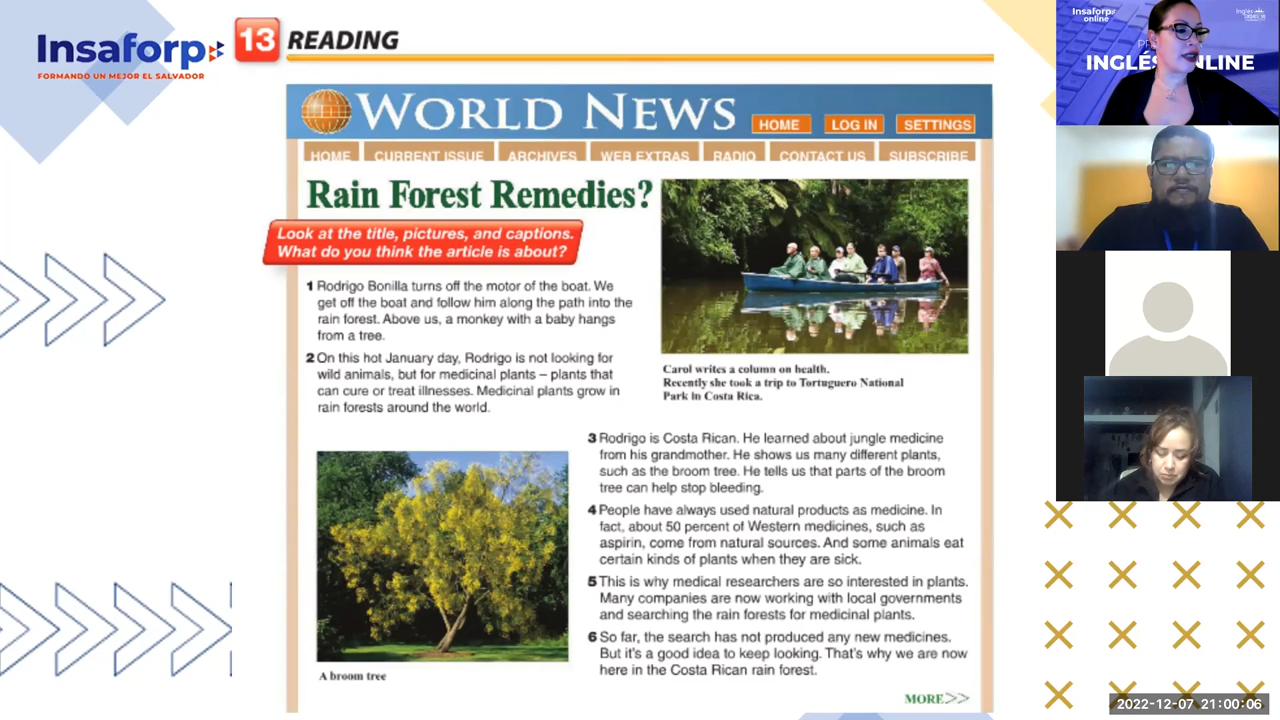 Insaforp
FORMANDO UN MEJOR EL SALVADOR
13 READING
WORLD NEWS
HOME LOG IN SETTINGS
HOME CURRENT ISSUE ARCHIVES WEB EXTRAS RADIO CONTACT US SUBSCRIBE
Rain Forest Remedies?
Look at the title, pictures, and captions.
What do you think the article is about?
1 Rodrigo Bonilla turns off the motor of the boat. We
get off the boat and follow him along the path into the
rain forest. Above us, a monkey with a baby hangs
from a tree.
2 On this hot January day, Rodrigo is not looking for
wild animals, but for medicinal plants – plants that
can cure or treat illnesses. Medicinal plants grow in
rain forests around the world.
Carol writes a column on health.
Recently she took a trip to Tortuguero National
Park in Costa Rica.
A broom tree
3 Rodrigo is Costa Rican. He learned about jungle medicine
from his grandmother. He shows us many different plants,
such as the broom tree. He tells us that parts of the broom
tree can help stop bleeding.
4 People have always used natural products as medicine. In
fact, about 50 percent of Western medicines, such as
aspirin, come from natural sources. And some animals eat
certain kinds of plants when they are sick.
5 This is why medical researchers are so interested in plants.
Many companies are now working with local governments
and searching the rain forests for medicinal plants.
6 So far, the search has not produced any new medicines.
But it's a good idea to keep looking. That's why we are now
here in the Costa Rican rain forest.
MORE>>
Insaforp
online
2022-12-07 21:00:06